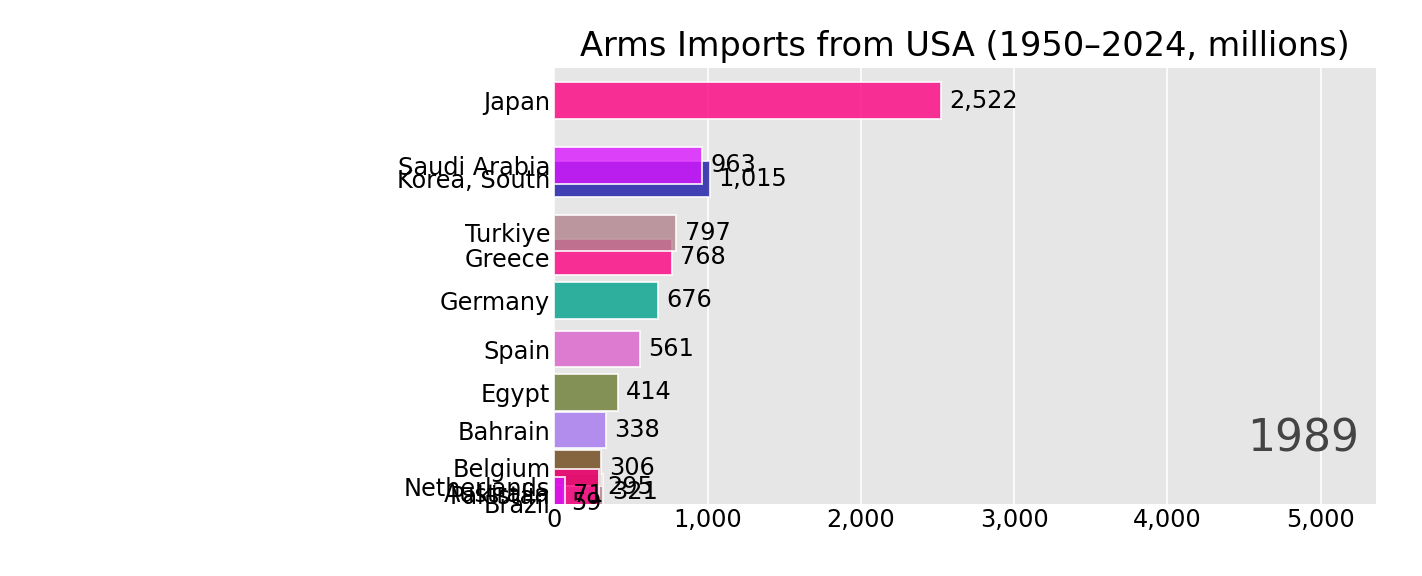 Arms Imports from USA (1950–2024, millions)
Japan 2,522
Saudi Arabia 963
Korea, South 1,015
Turkiye 797
Greece 768
Germany 676
Spain 561
Egypt 414
Bahrain 338
1989
Belgium 306
Netherlands 295
321
Pakistan 71
Brazil 59
0 1,000 2,000 3,000 4,000 5,000